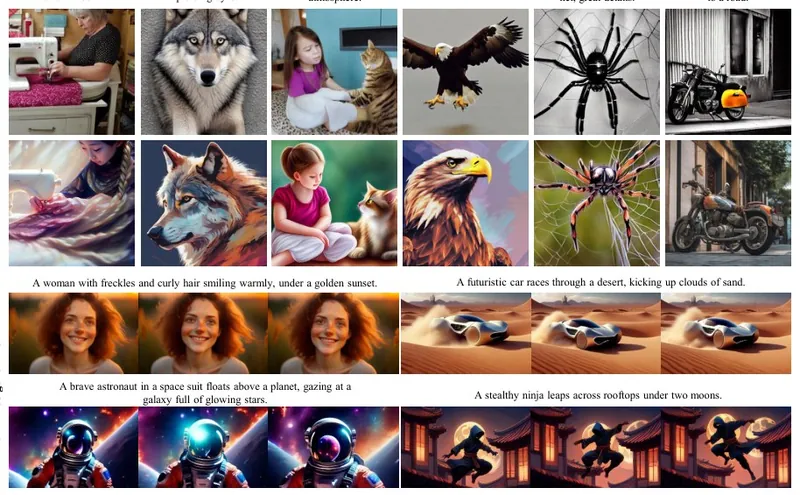 atmosphere.
A woman with freckles and curly hair smiling warmly, under a golden sunset.
A futuristic car races through a desert, kicking up clouds of sand.
A brave astronaut in a space suit floats above a planet, gazing at a
galaxy full of glowing stars.
A stealthy ninja leaps across rooftops under two moons.